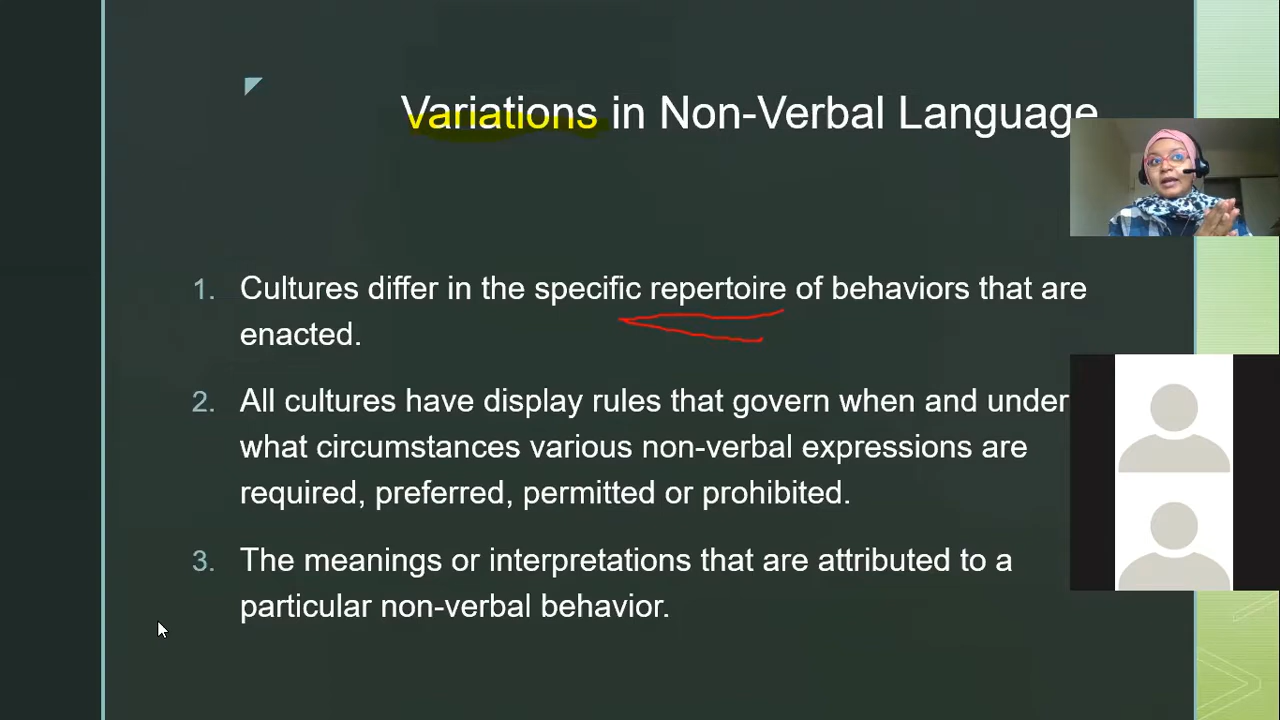 Variations in Non-Verbal Language
1. Cultures differ in the specific repertoire of behaviors that are
enacted.
2. All cultures have display rules that govern when and under
what circumstances various non-verbal expressions are
required, preferred, permitted or prohibited.
3. The meanings or interpretations that are attributed to a
particular non-verbal behavior.